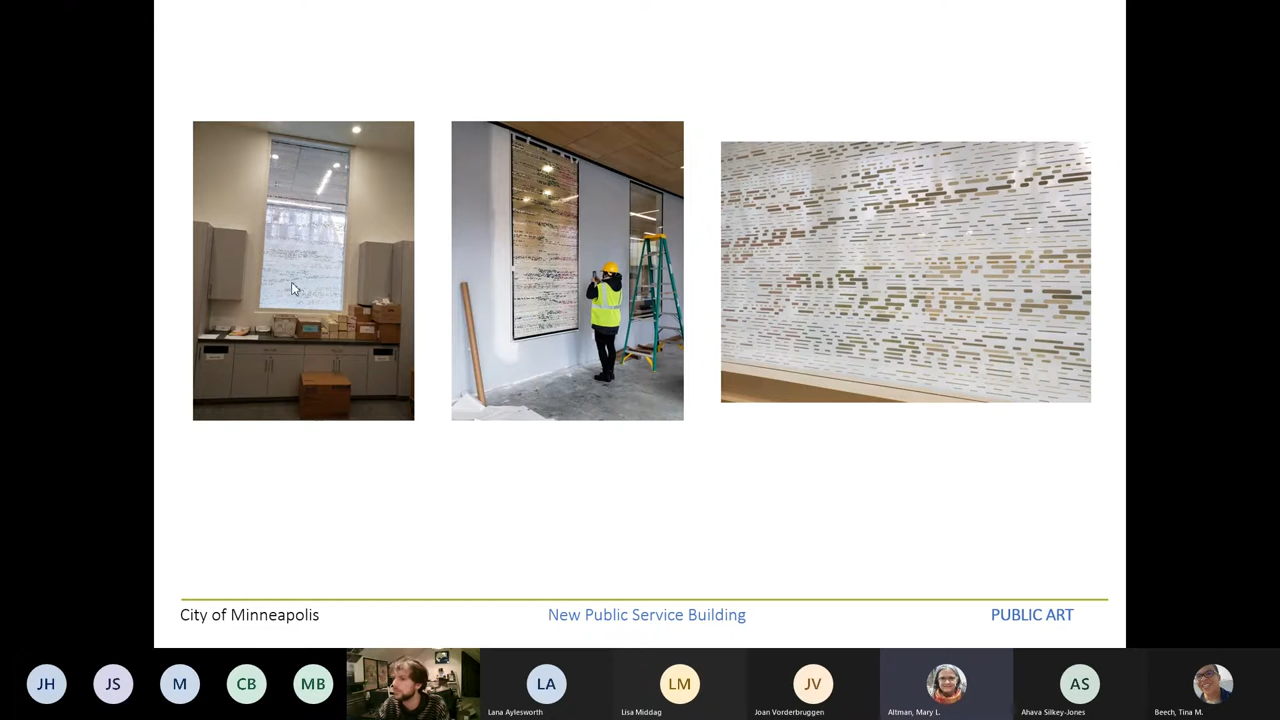 City of Minneapolis
New Public Service Building
PUBLIC ART
JH
JS
M
CB
MB
LA
Lana Aylesworth
LM
Lisa Middag
JV
Joan Vorderbruggen
Altman, Mary L.
AS
Ahava Silkey-Jones
Beech, Tina M.